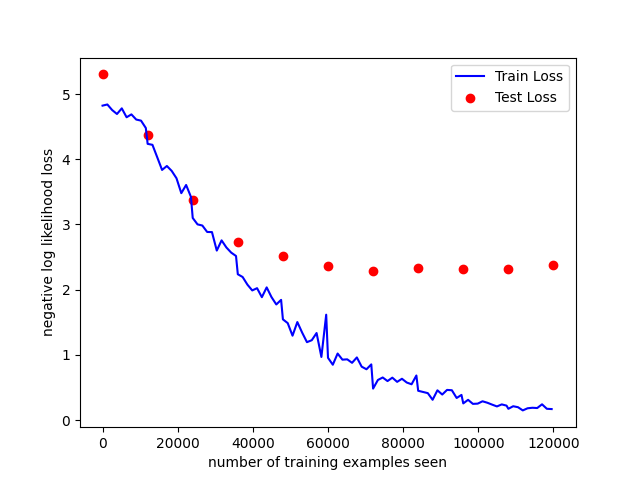 Train Loss
Test Loss
5
4
3
2
1
0
negative log likelihood loss
0 20000 40000 60000 80000 100000 120000
number of training examples seen